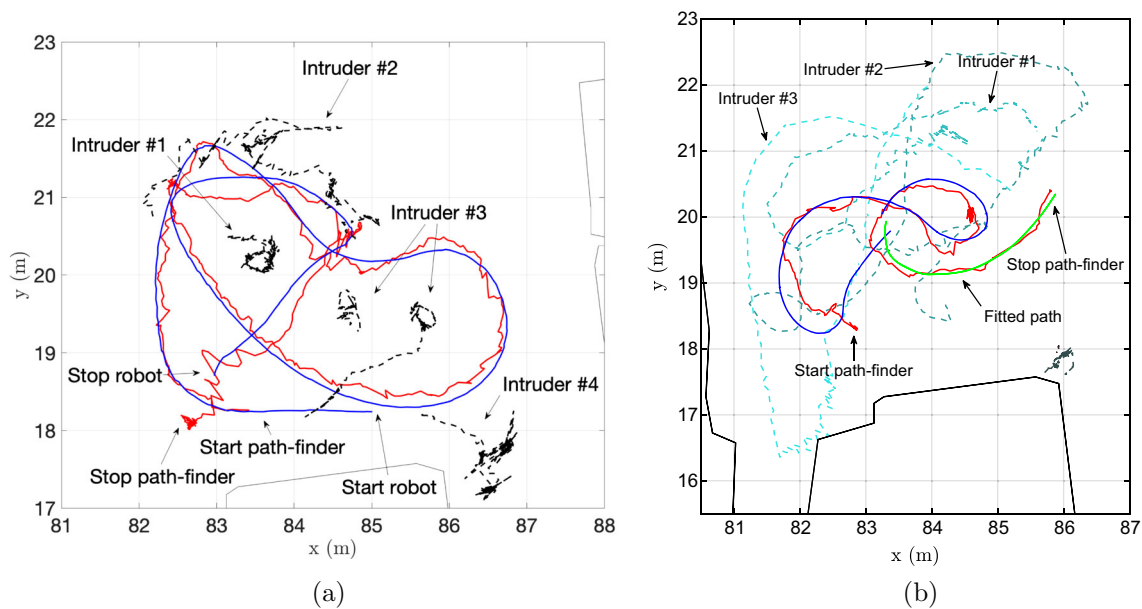 23
22
21
20
19
18
17
81
82
83
84
85
86
87
88
y (m)
x (m)
Intruder #2
Intruder #1
Intruder #3
Stop robot
Intruder #4
Start path-finder
Stop path-finder
Start robot
(a)
23
22
21
20
19
18
17
16
81
82
83
84
85
86
87
y (m)
x (m)
Intruder #2
Intruder #1
Intruder #3
Stop path-finder
Fitted path
Start path-finder
(b)